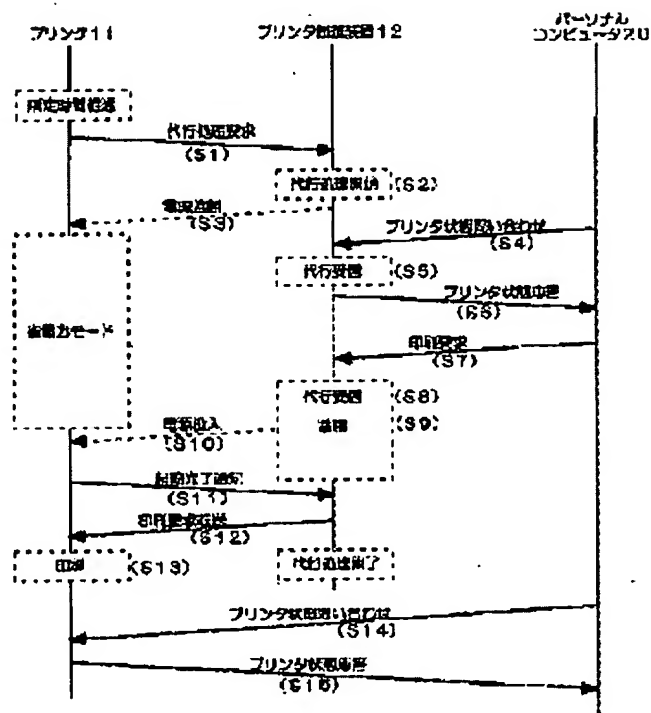 プリンタ11
プリンタ制御装置12
パーソナル
コンピュータ20
所定時間経過
代行処理要求
(S1)
代行処理開始
(S2)
電源遮断
(S3)
プリンタ状態問い合わせ
(S4)
代行受信
(S5)
プリンタ状態応答
(S6)
省電力モード
印刷要求
(S7)
代行受信
(S8)
(S9)
電源投入
(S10)
起動完了通知
(S11)
印刷要求転送
(S12)
印刷
(S13)
代行処理終了
プリンタ状態問い合わせ
(S14)
プリンタ状態応答
(S15)